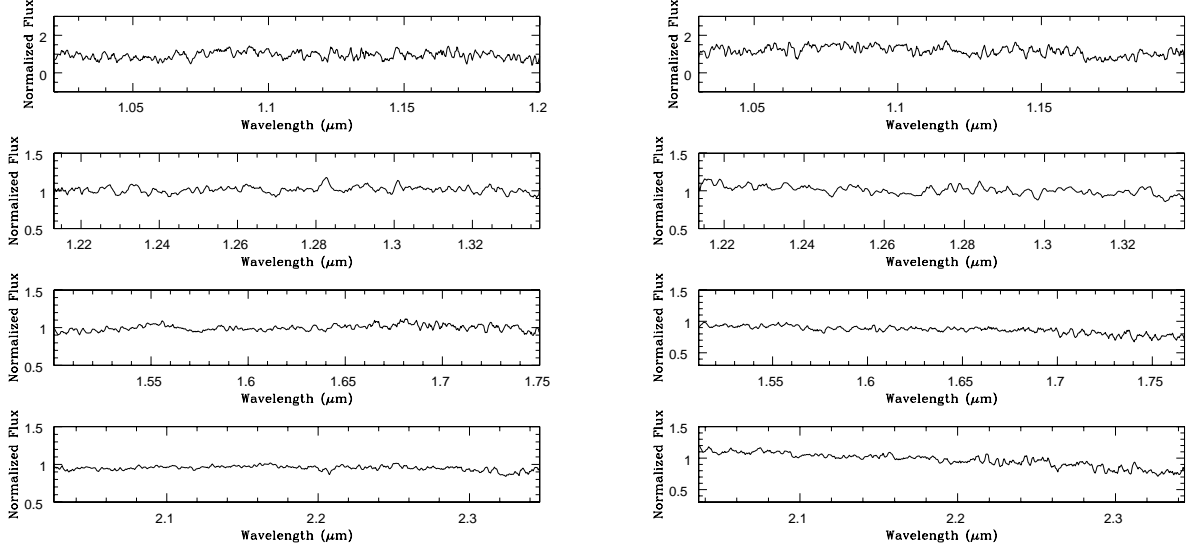 Normalized Flux
2
0
1.05 1.1 1.15 1.2
Wavelength (μm)
Normalized Flux
1.5
1
0.5
1.22 1.24 1.26 1.28 1.3 1.32
Wavelength (μm)
Normalized Flux
1.5
1
0.5
1.55 1.6 1.65 1.7 1.75
Wavelength (μm)
Normalized Flux
1.5
1
0.5
2.1 2.2 2.3
Wavelength (μm)
Normalized Flux
2
0
1.05 1.1 1.15
Wavelength (μm)
Normalized Flux
1.5
1
0.5
1.22 1.24 1.26 1.28 1.3 1.32
Wavelength (μm)
Normalized Flux
1.5
1
0.5
1.55 1.6 1.65 1.7 1.75
Wavelength (μm)
Normalized Flux
1.5
1
0.5
2.1 2.2 2.3
Wavelength (μm)